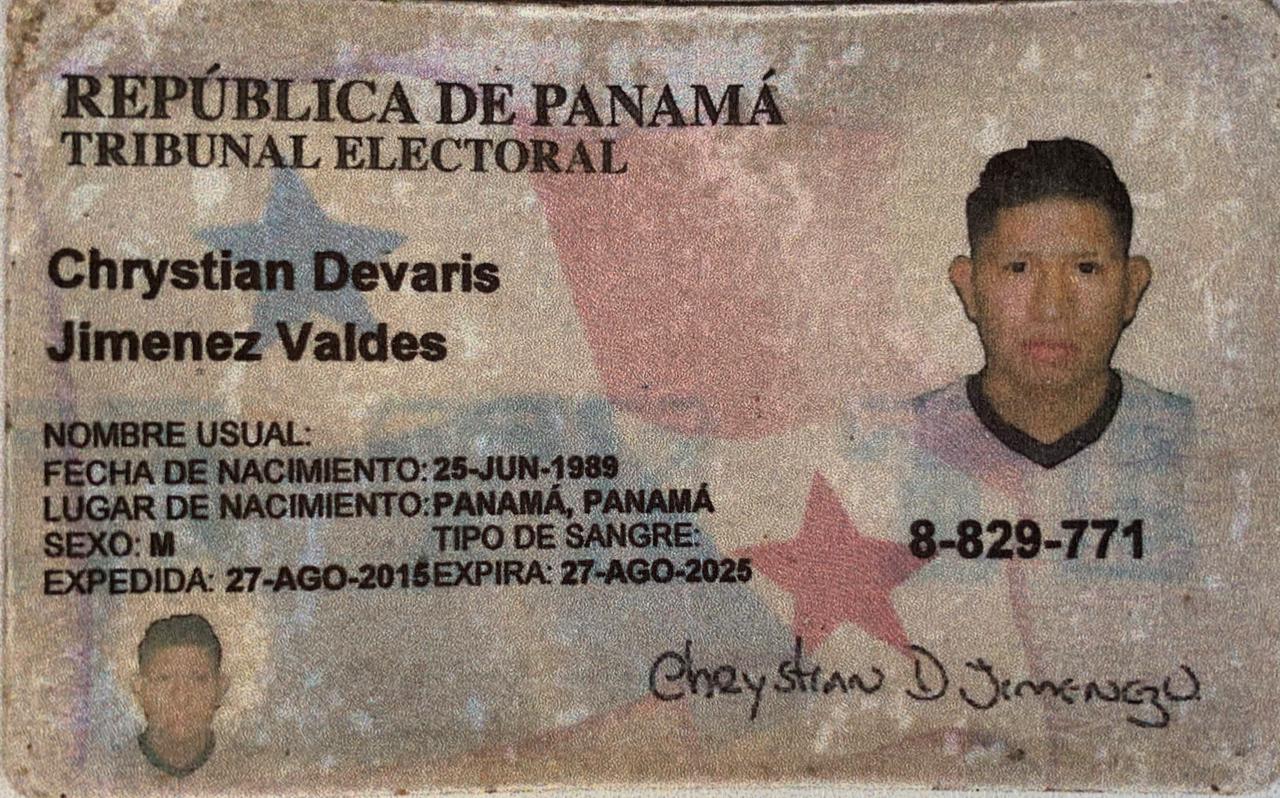 REPÚBLICA DE PANAMÁ
TRIBUNAL ELECTORAL
Chrystian Devaris
Jimenez Valdes
NOMBRE USUAL:
FECHA DE NACIMIENTO: 25-JUN-1989
LUGAR DE NACIMIENTO: PANAMÁ, PANAMÁ
SEXO: M TIPO DE SANGRE:
EXPEDIDA: 27-AGO-2015 EXPIRA: 27-AGO-2025
8-829-771
Chrystian D Jimenez V.